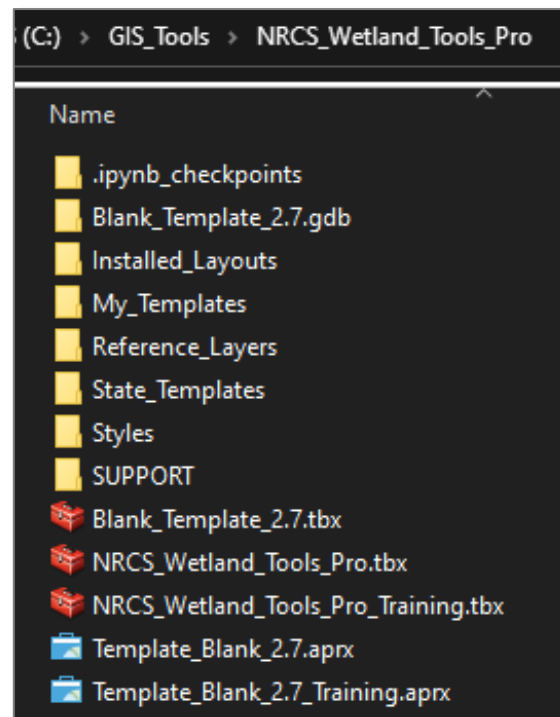 (C:) > GIS_Tools > NRCS_Wetland_Tools_Pro
Name
.ipynb_checkpoints
Blank_Template_2.7.gdb
Installed_Layouts
My_Templates
Reference_Layers
State_Templates
Styles
SUPPORT
Blank_Template_2.7.tbx
NRCS_Wetland_Tools_Pro.tbx
NRCS_Wetland_Tools_Pro_Training.tbx
Template_Blank_2.7.aprx
Template_Blank_2.7_Training.aprx